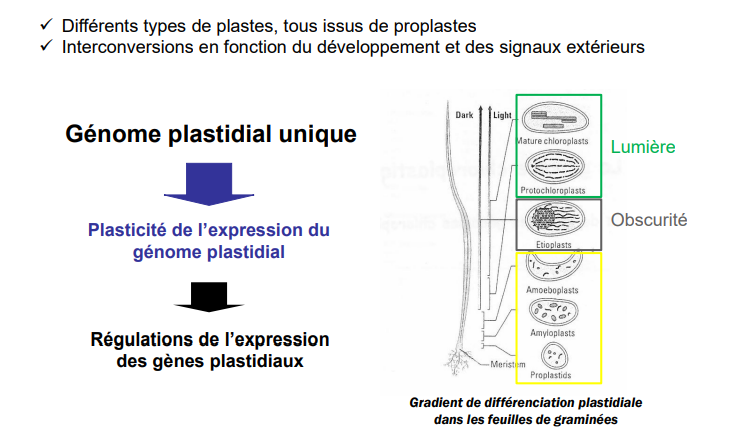 ✓ Différents types de plastes, tous issus de proplastes
✓ Interconversions en fonction du développement et des signaux extérieurs
Génome plastidial unique
Plasticité de l'expression du
génome plastidial
Régulations de l'expression
des gènes plastidiaux
Dark
Light
Mature chloroplasts
Lumière
Protochloroplasts
Obscurité
Etioplasts
Amoeboplasts
Amyloplasts
Meristem
Proplastids
Gradient de différenciation plastidiale
dans les feuilles de graminées